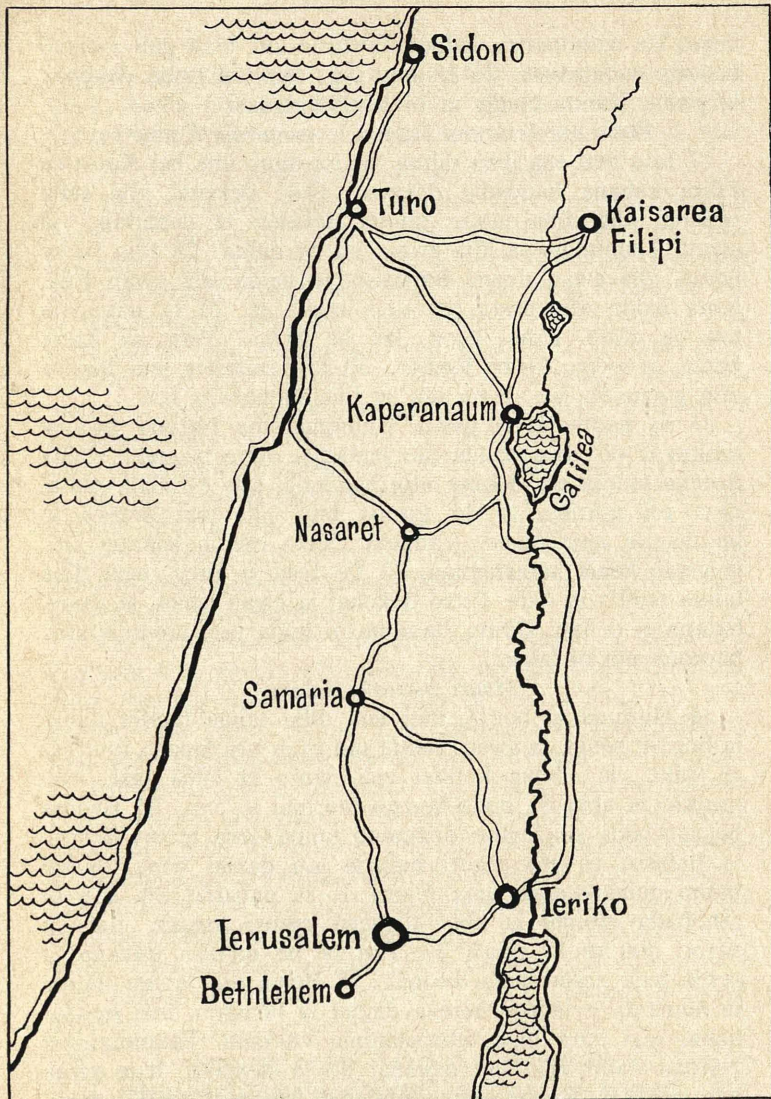 Sidono
Turo
Kaisarea
Filipi
Kaperanaum
Galilea
Nasaret
Samaria
Ieriko
Ierusalem
Bethlehem